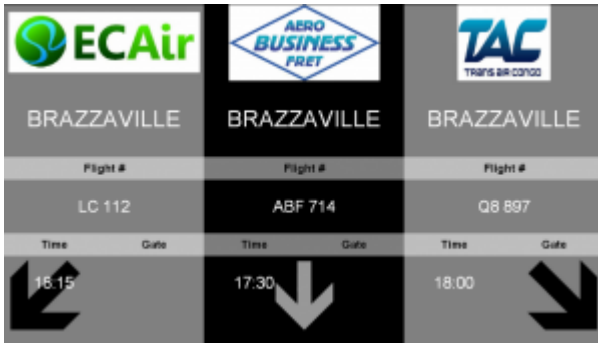 ECAir
AERO
BUSINESS
FRET
TAC
TRANS AIR CONGO
BRAZZAVILLE
BRAZZAVILLE
BRAZZAVILLE
Flight #
Flight #
Flight #
LC 112
ABF 714
Q8 897
Time Gate
Time Gate
Time Gate
16:15
17:30
18:00